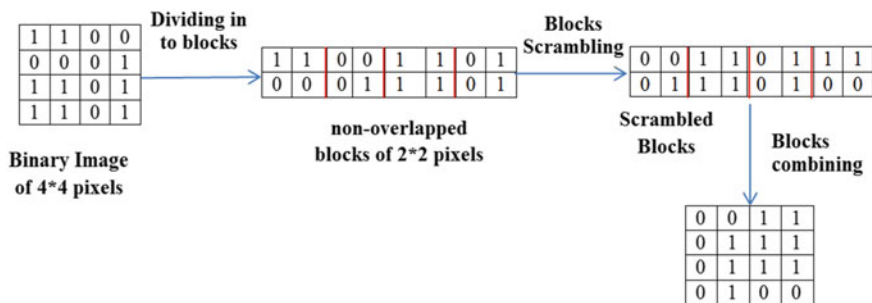 Dividing in
to blocks
Blocks
Scrambling
1 1 0 0
0 0 0 1
1 1 0 1
1 1 0 1
1 1 0 0 1 1 0 1
0 0 0 1 1 1 0 1
0 0 1 1 0 1 1 1
0 1 1 1 0 1 0 0
Binary Image
of 4*4 pixels
non-overlapped
blocks of 2*2 pixels
Scrambled
Blocks
Blocks
combining
0 0 1 1
0 1 1 1
0 1 1 1
0 1 0 0